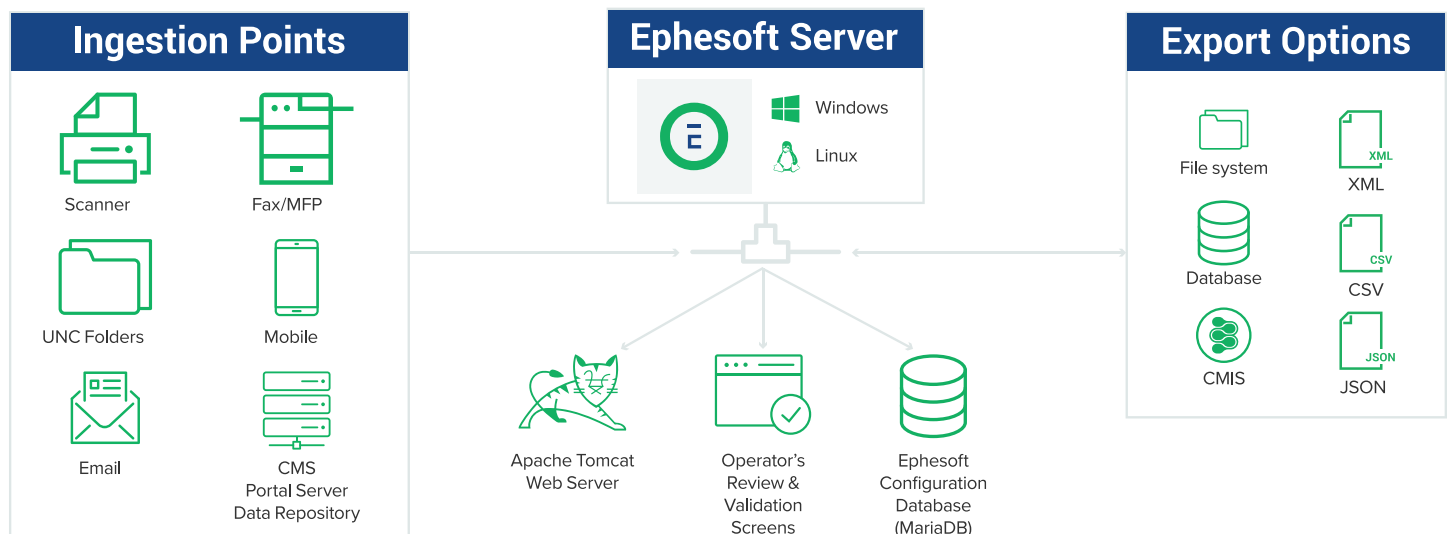 Ingestion Points
Scanner
Fax/MFP
UNC Folders
Mobile
Email
CMS
Portal Server
Data Repository
Ephesoft Server
E
Windows
Linux
Apache Tomcat
Web Server
Operator's
Review &
Validation
Screens
Ephesoft
Configuration
Database
(MariaDB)
Export Options
File system
XML
XML
Database
CSV
CSV
CMIS
JSON
JSON